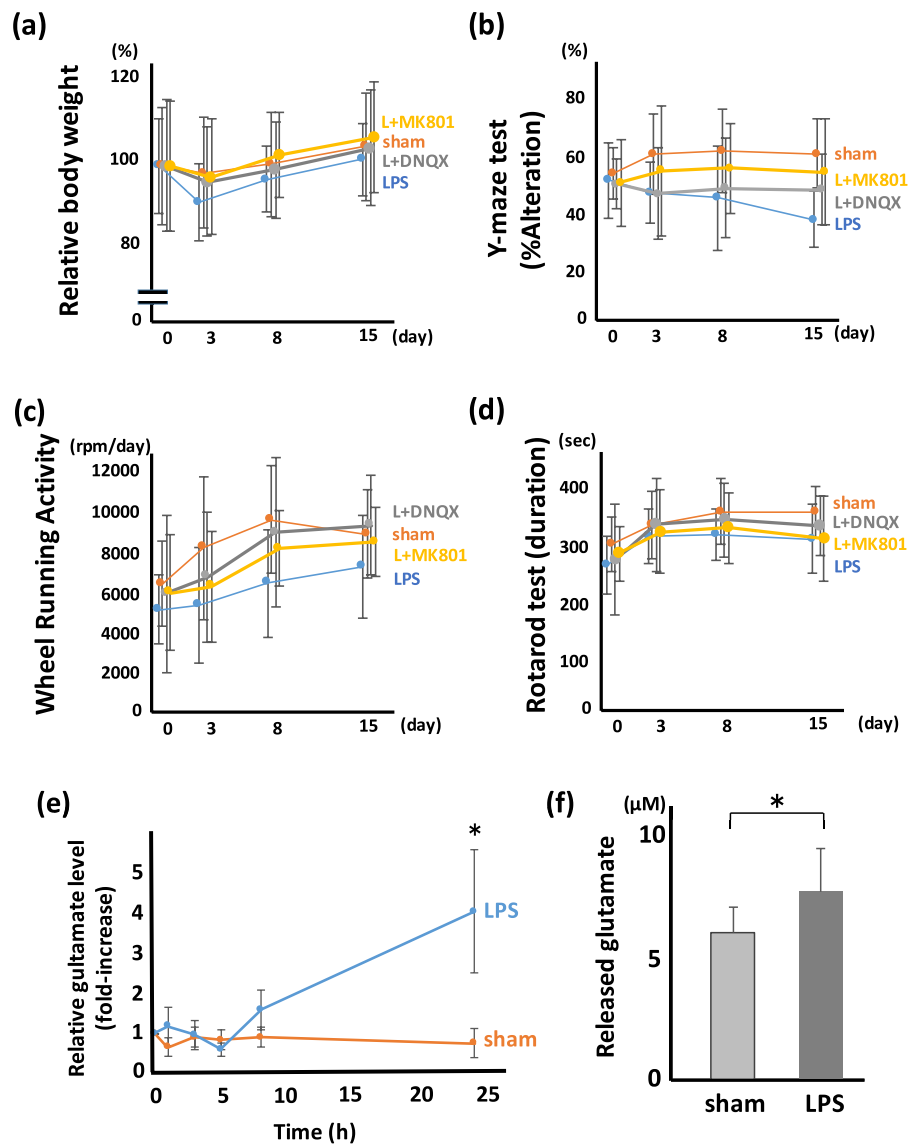 (a)
(%)
120
100
80
0
Relative body weight
L+MK801
sham
L+DNQX
LPS
0 3 8 15 (day)
(b)
(%)
80
60
40
20
0
Y-maze test
(%Alteration)
sham
L+MK801
L+DNQX
LPS
0 3 8 15 (day)
(c)
(rpm/day)
12000
10000
8000
6000
4000
2000
0
Wheel Running Activity
L+DNQX
sham
L+MK801
LPS
0 3 8 15 (day)
(d)
(sec)
400
300
200
100
0
Rotarod test (duration)
sham
L+DNQX
L+MK801
LPS
0 3 8 15 (day)
(e)
5
4
3
2
1
0
Relative gultamate level
(fold-increase)
*
LPS
sham
0 5 10 15 20 25
Time (h)
(f)
(μM)
10
5
0
Released glutamate
*
sham LPS